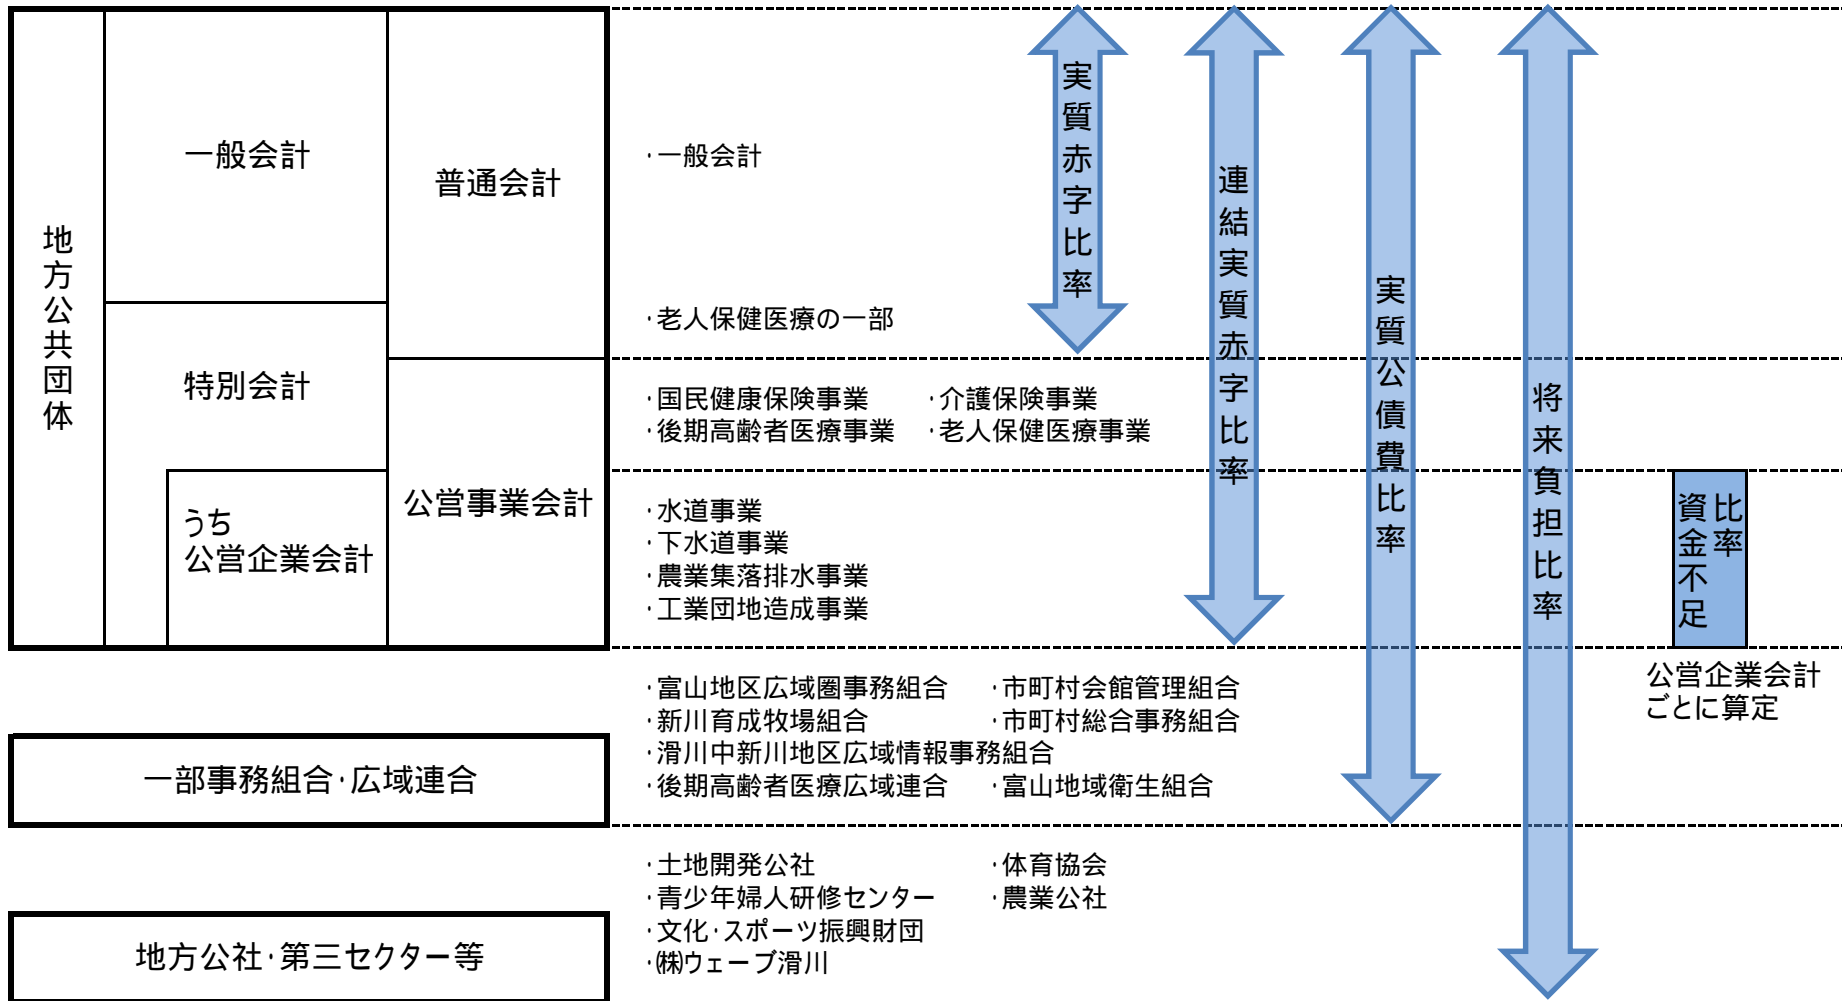 地方公共団体
一般会計
普通会計
特別会計
公営事業会計
うち
公営企業会計
・一般会計
・老人保健医療の一部
・国民健康保険事業 ・介護保険事業
・後期高齢者医療事業 ・老人保健医療事業
・水道事業
・下水道事業
・農業集落排水事業
・工業団地造成事業
実質赤字比率
連結実質赤字比率
実質公債費比率
将来負担比率
資金不足
比率
公営企業会計
ごとに算定
一部事務組合・広域連合
・富山地区広域圏事務組合 ・市町村会館管理組合
・新川育成牧場組合 ・市町村総合事務組合
・滑川中新川地区広域情報事務組合
・後期高齢者医療広域連合 ・富山地域衛生組合
地方公社・第三セクター等
・土地開発公社 ・体育協会
・青少年婦人研修センター ・農業公社
・文化・スポーツ振興財団
・㈱ウェーブ滑川